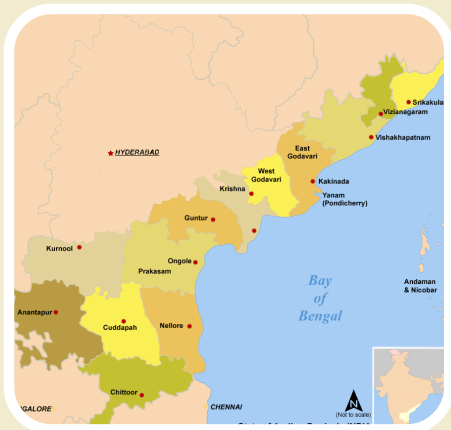 Srikakula
Vizianagaram
Vishakhapatnam
East
Godavari
West
Godavari
HYDERABAD
Kakinada
Krishna
Yanam
(Pondicherry)
Guntur
Kurnool
Ongole
Prakasam
Bay
of
Bengal
Andaman
& Nicobar
Anantapur
Cuddapah
Nellore
Chittoor
N
(Not to scale)
GALORE
CHENNAI